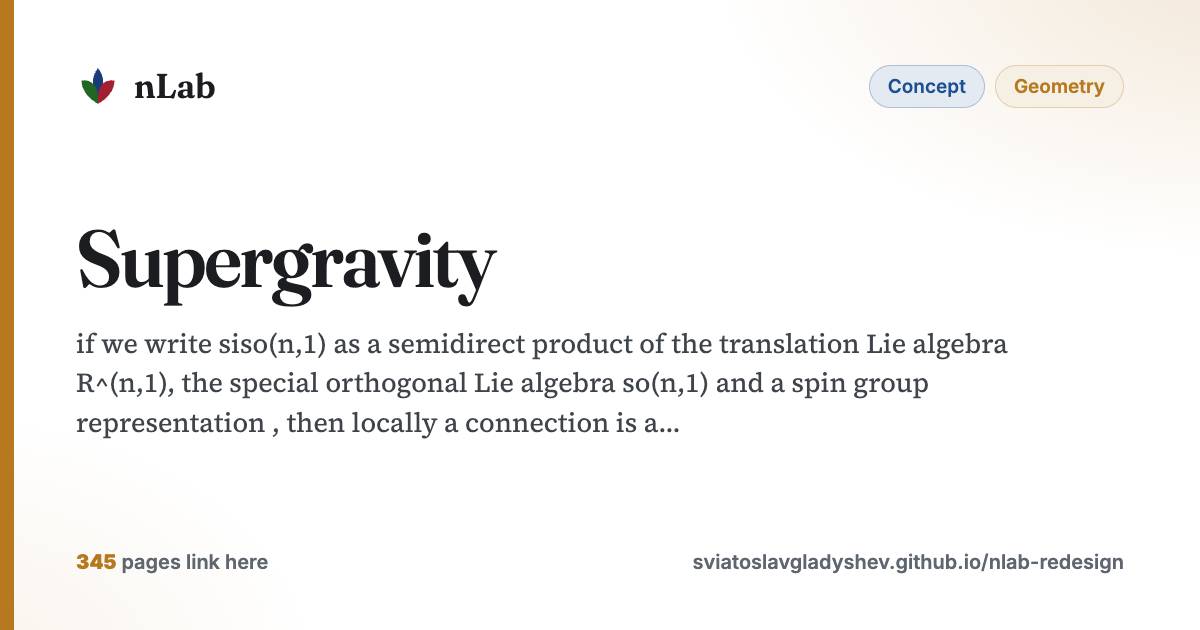 nLab
Concept
Geometry
Supergravity
if we write siso(n,1) as a semidirect product of the translation Lie algebra
R^(n,1), the special orthogonal Lie algebra so(n,1) and a spin group
representation , then locally a connection is a...
345 pages link here
sviatoslavgladyshev.github.io/nlab-redesign